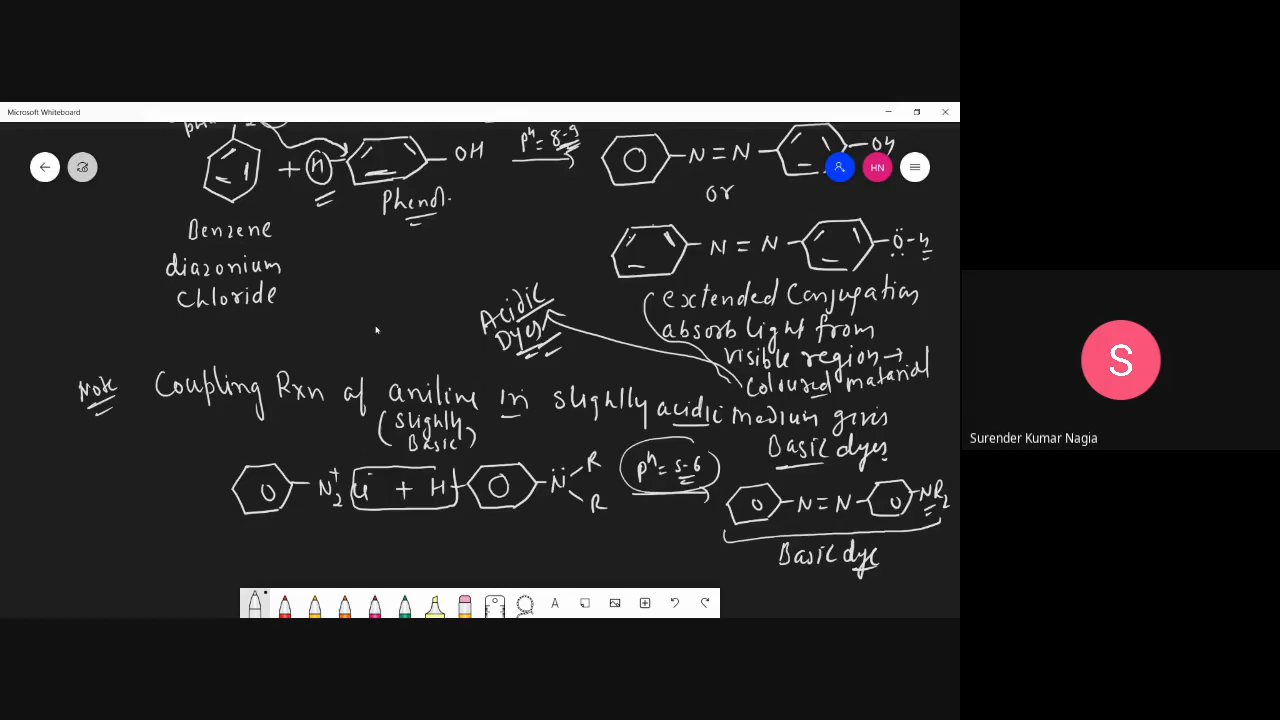 Microsoft Whiteboard
+ H OH
pH = 8-9
N = N OH
HN
Phenol.
or
Benzene
diazonium
Chloride
N = N Ö-H
Acidic
Dyes
(extended Conjugation
absorb light from
visible region →
coloured material
Note Coupling Rxn of aniline in slightly acidic medium gives
(slightly
Basic)
Basic dyes
N2+ Cl- + H N̈ R
R
pH = 5-6
N = N NR2
Basic dye
A
S
Surender Kumar Nagia